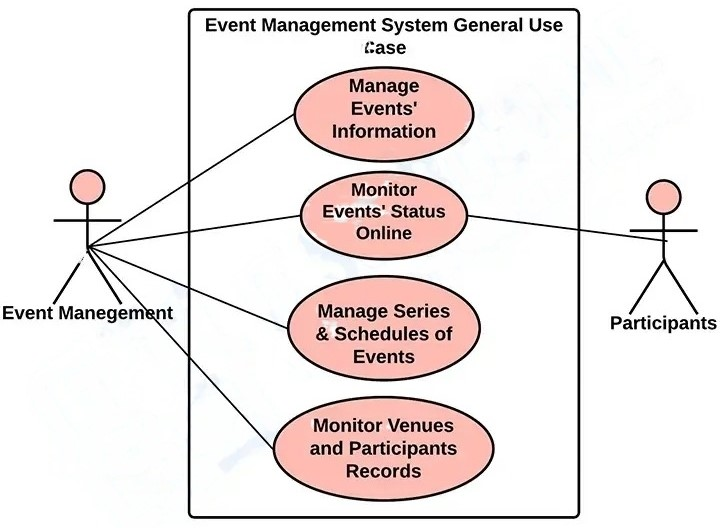 Event Management System General Use
Case
Manage
Events'
Information
Monitor
Events' Status
Online
Event Manegement
Manage Series
& Schedules of
Events
Participants
Monitor Venues
and Participants
Records